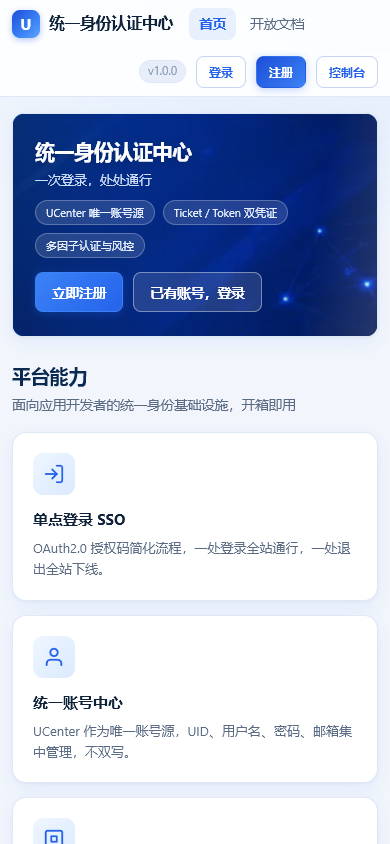 U 统一身份认证中心 首页 开放文档
v1.0.0 登录 注册 控制台
统一身份认证中心
一次登录，处处通行
UCenter 唯一账号源 Ticket / Token 双凭证
多因子认证与风控
立即注册 已有账号，登录
平台能力
面向应用开发者的统一身份基础设施，开箱即用
单点登录 SSO
OAuth2.0 授权码简化流程，一处登录全站通行，一处退
出全站下线。
统一账号中心
UCenter 作为唯一账号源，UID、用户名、密码、邮箱集
中管理，不双写。